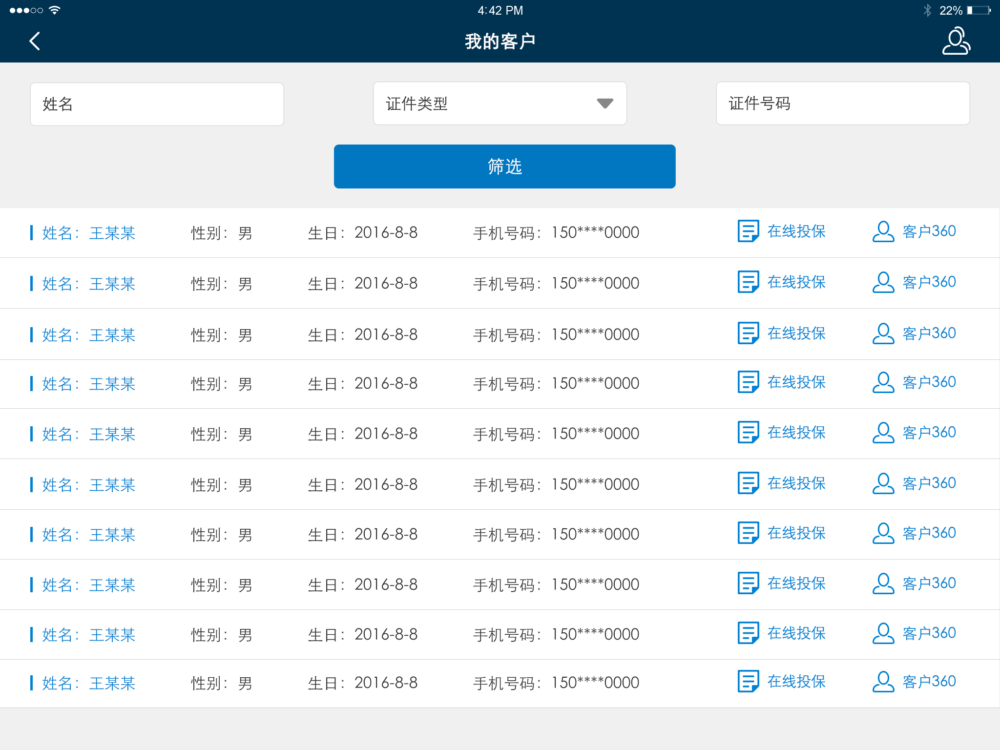 4:42 PM 22%
我的客户
姓名 证件类型 证件号码
筛选
姓名：王某某 性别：男 生日：2016-8-8 手机号码：150****0000 在线投保 客户360
姓名：王某某 性别：男 生日：2016-8-8 手机号码：150****0000 在线投保 客户360
姓名：王某某 性别：男 生日：2016-8-8 手机号码：150****0000 在线投保 客户360
姓名：王某某 性别：男 生日：2016-8-8 手机号码：150****0000 在线投保 客户360
姓名：王某某 性别：男 生日：2016-8-8 手机号码：150****0000 在线投保 客户360
姓名：王某某 性别：男 生日：2016-8-8 手机号码：150****0000 在线投保 客户360
姓名：王某某 性别：男 生日：2016-8-8 手机号码：150****0000 在线投保 客户360
姓名：王某某 性别：男 生日：2016-8-8 手机号码：150****0000 在线投保 客户360
姓名：王某某 性别：男 生日：2016-8-8 手机号码：150****0000 在线投保 客户360
姓名：王某某 性别：男 生日：2016-8-8 手机号码：150****0000 在线投保 客户360